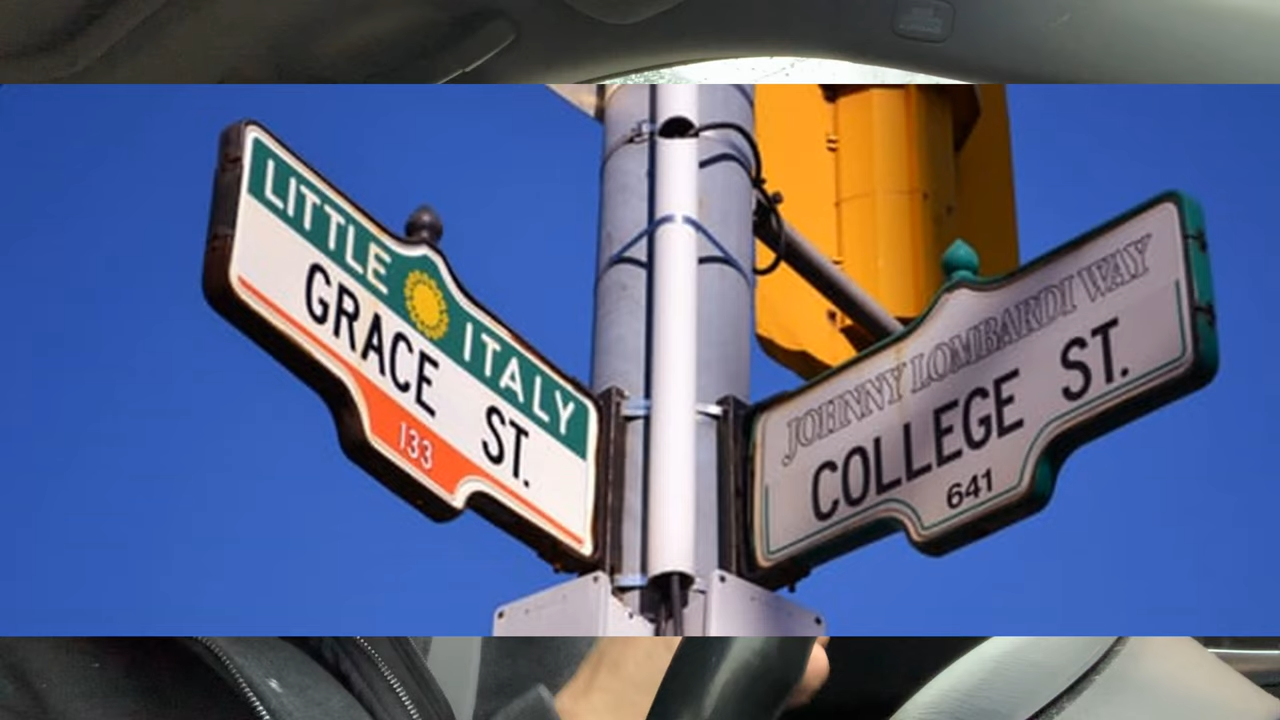 LITTLE ITALY
GRACE ST.
133
JOHNNY LOMBARDI WAY
COLLEGE ST.
641